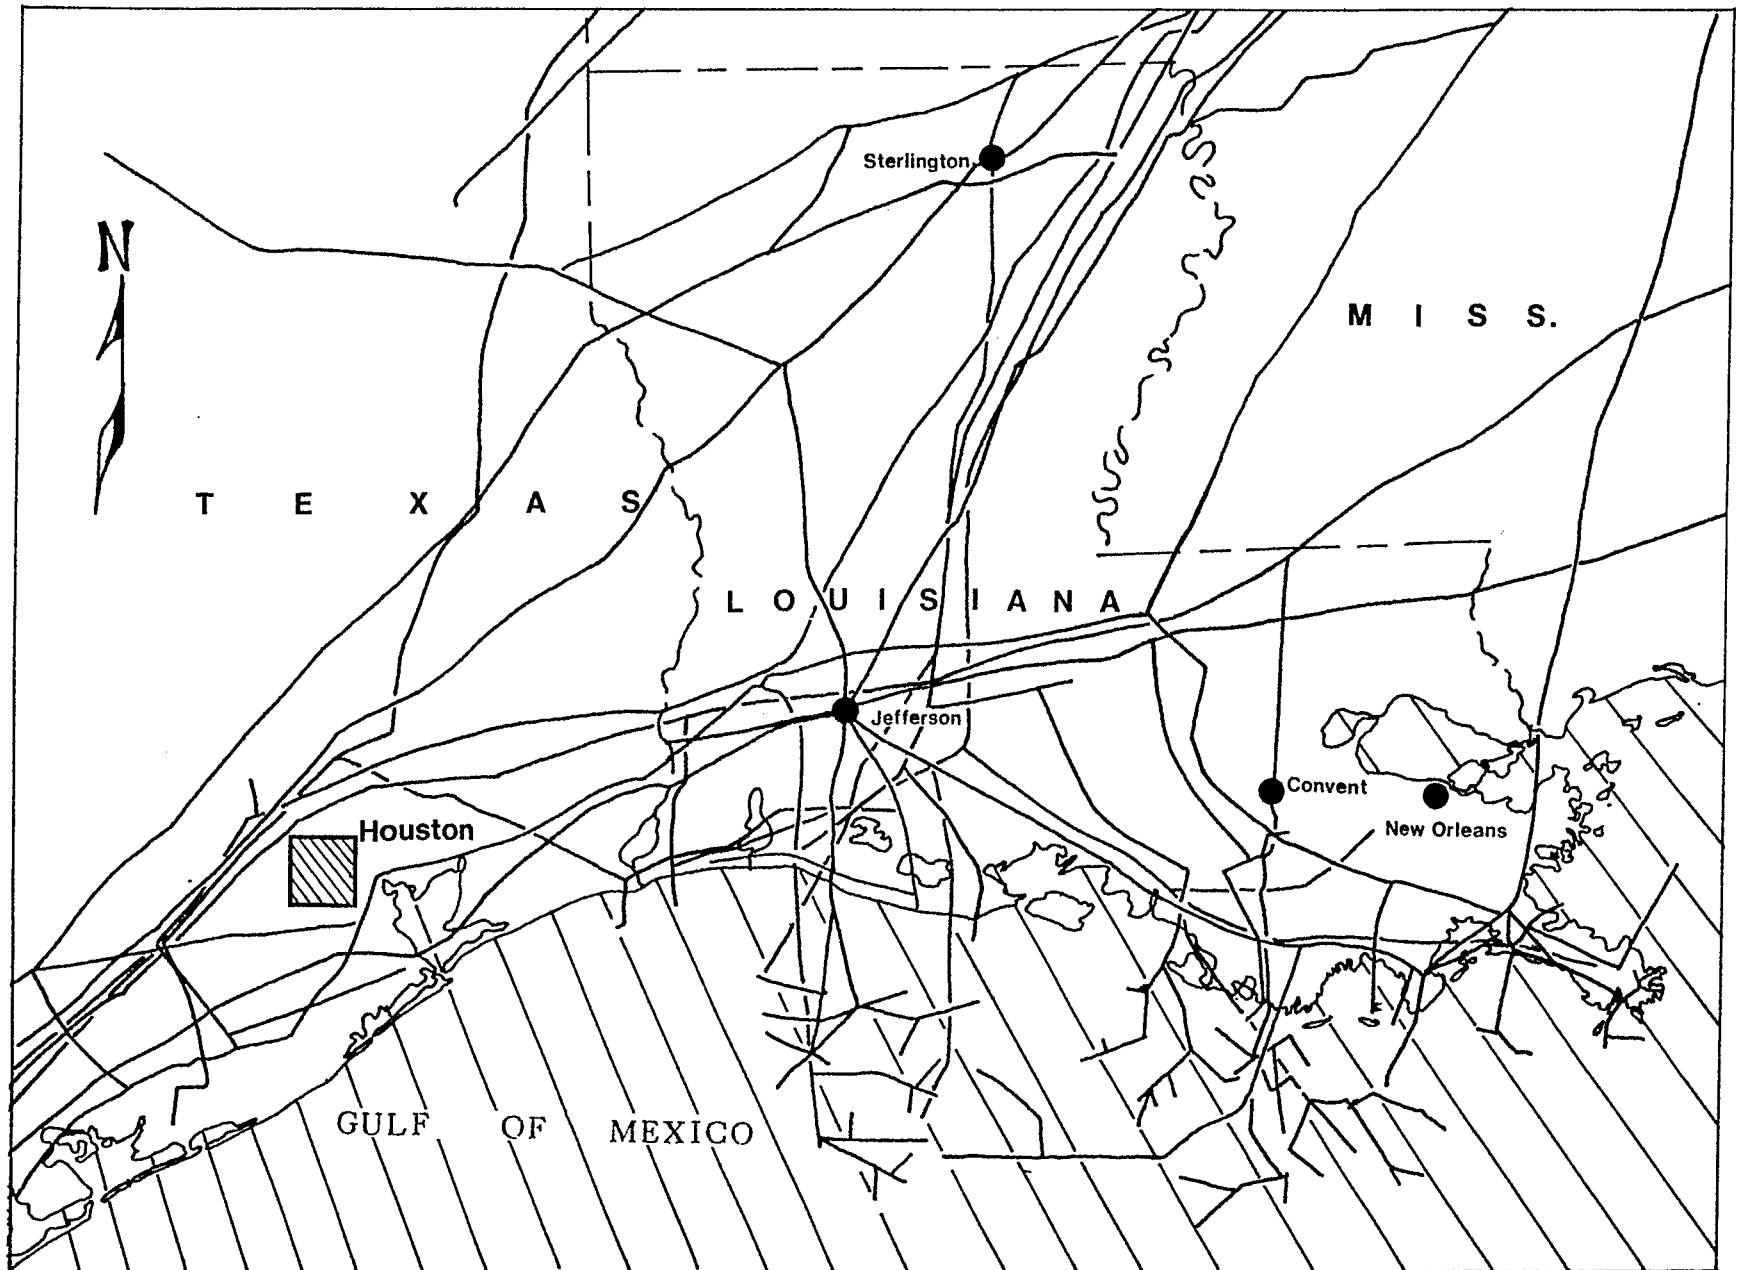 Sterlington
N
M I S S.
T E X A S
L O U I S I A N A
Jefferson
Convent
New Orleans
Houston
GULF OF MEXICO